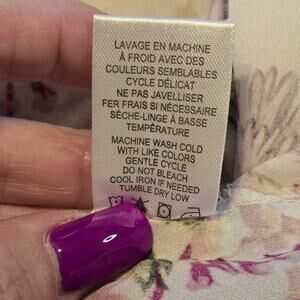 LAVAGE EN MACHINE
À FROID AVEC DES
COULEURS SEMBLABLES
CYCLE DÉLICAT
NE PAS JAVELLISER
FER FRAIS SI NÉCESSAIRE
SÈCHE-LINGE À BASSE
TEMPÉRATURE
MACHINE WASH COLD
WITH LIKE COLORS
GENTLE CYCLE
DO NOT BLEACH
COOL IRON IF NEEDED
TUMBLE DRY LOW